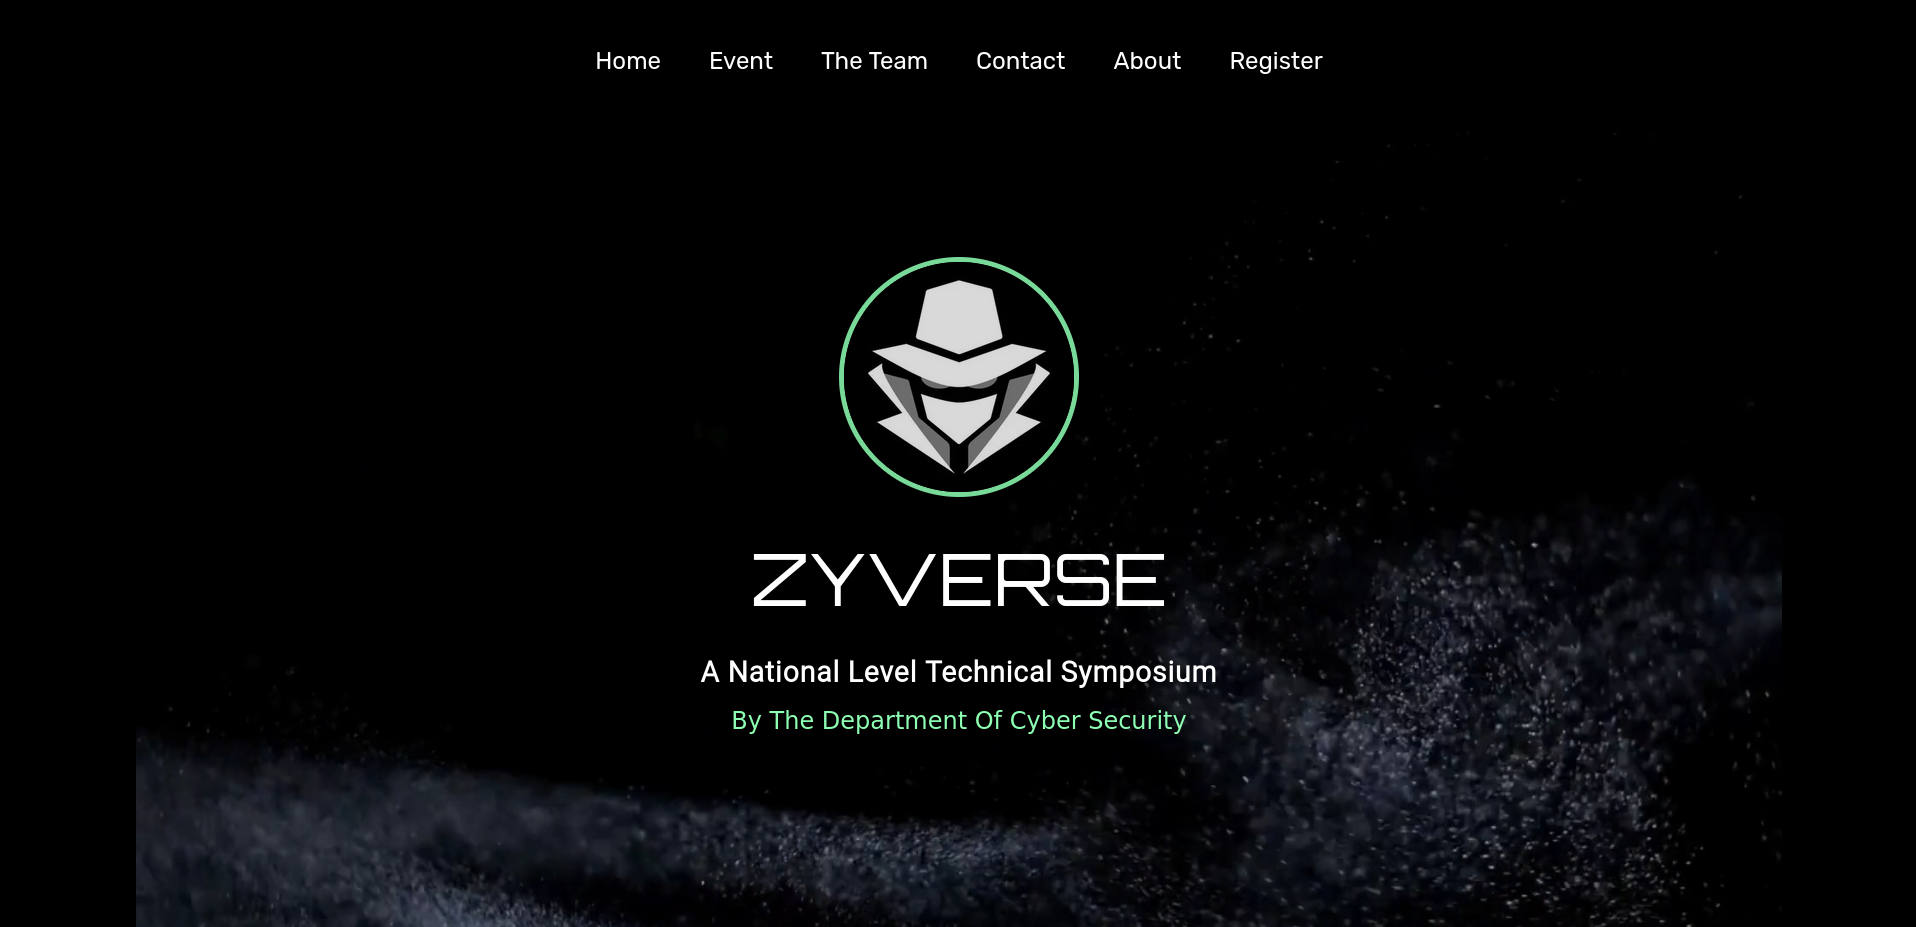 Home Event The Team Contact About Register
ZYVERSE
A National Level Technical Symposium
By The Department Of Cyber Security